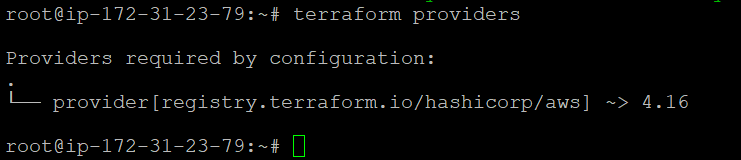 root@ip-172-31-23-79:~# terraform providers
Providers required by configuration:
.
└── provider[registry.terraform.io/hashicorp/aws] ~> 4.16
root@ip-172-31-23-79:~#